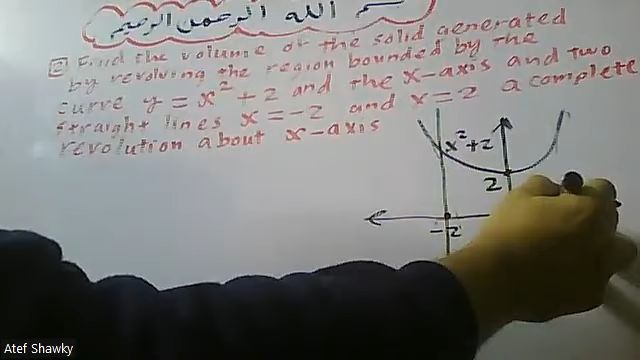 بسم الله الرحمن الرحيم
② Find the volume of the solid generated
by revolving the region bounded by the
curve y = x² + 2 and the x-axis and two
straight lines x = -2 and x = 2 a complete
revolution about x-axis
x²+2
2
-2
Atef Shawky